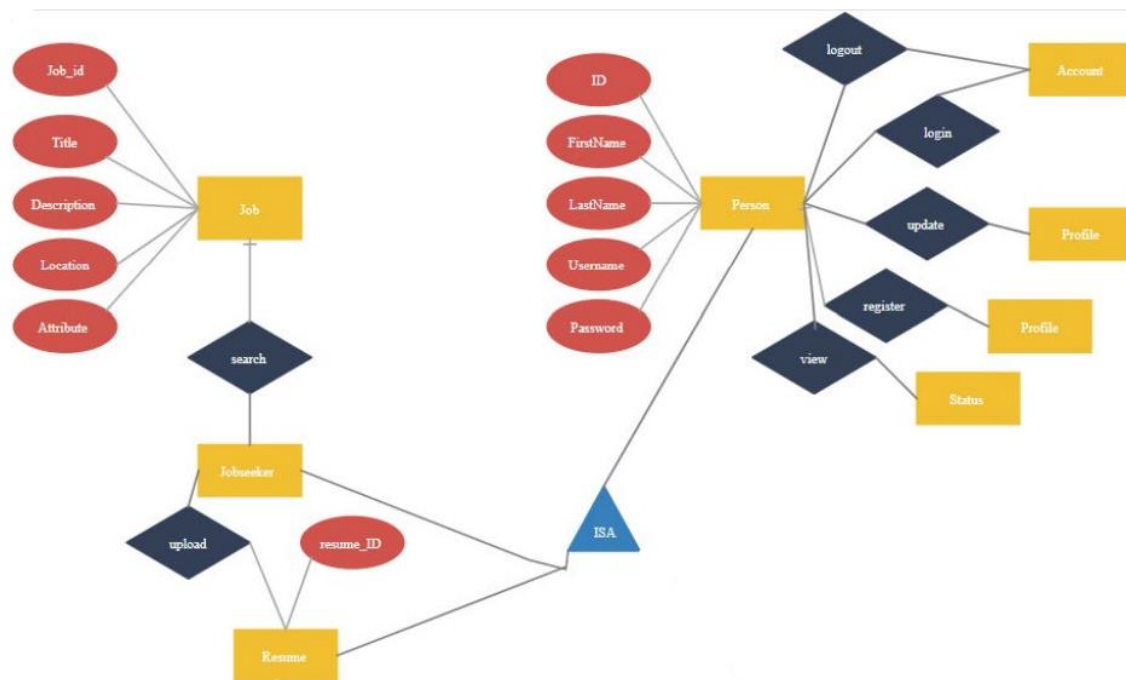 logout
Job_id
ID
Account
Title
FirstName
login
Description
Job
LastName
Person
update
Profile
Location
Username
register
Attribute
Password
Profile
search
view
Status
Jobseeker
ISA
upload
resume_ID
Resume